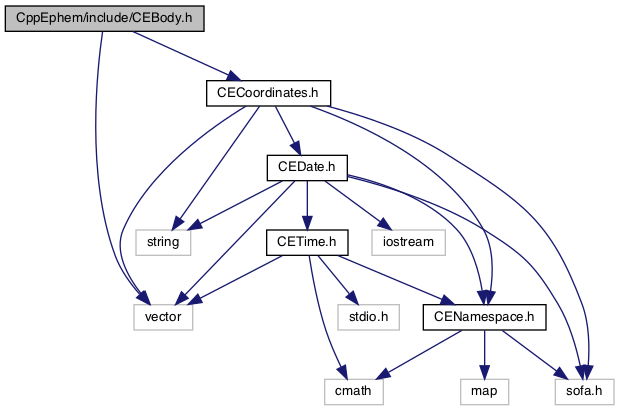 CppEphem/include/CEBody.h
CECoordinates.h
CEDate.h
string
CETime.h
iostream
vector
stdio.h
CENamespace.h
cmath
map
sofa.h